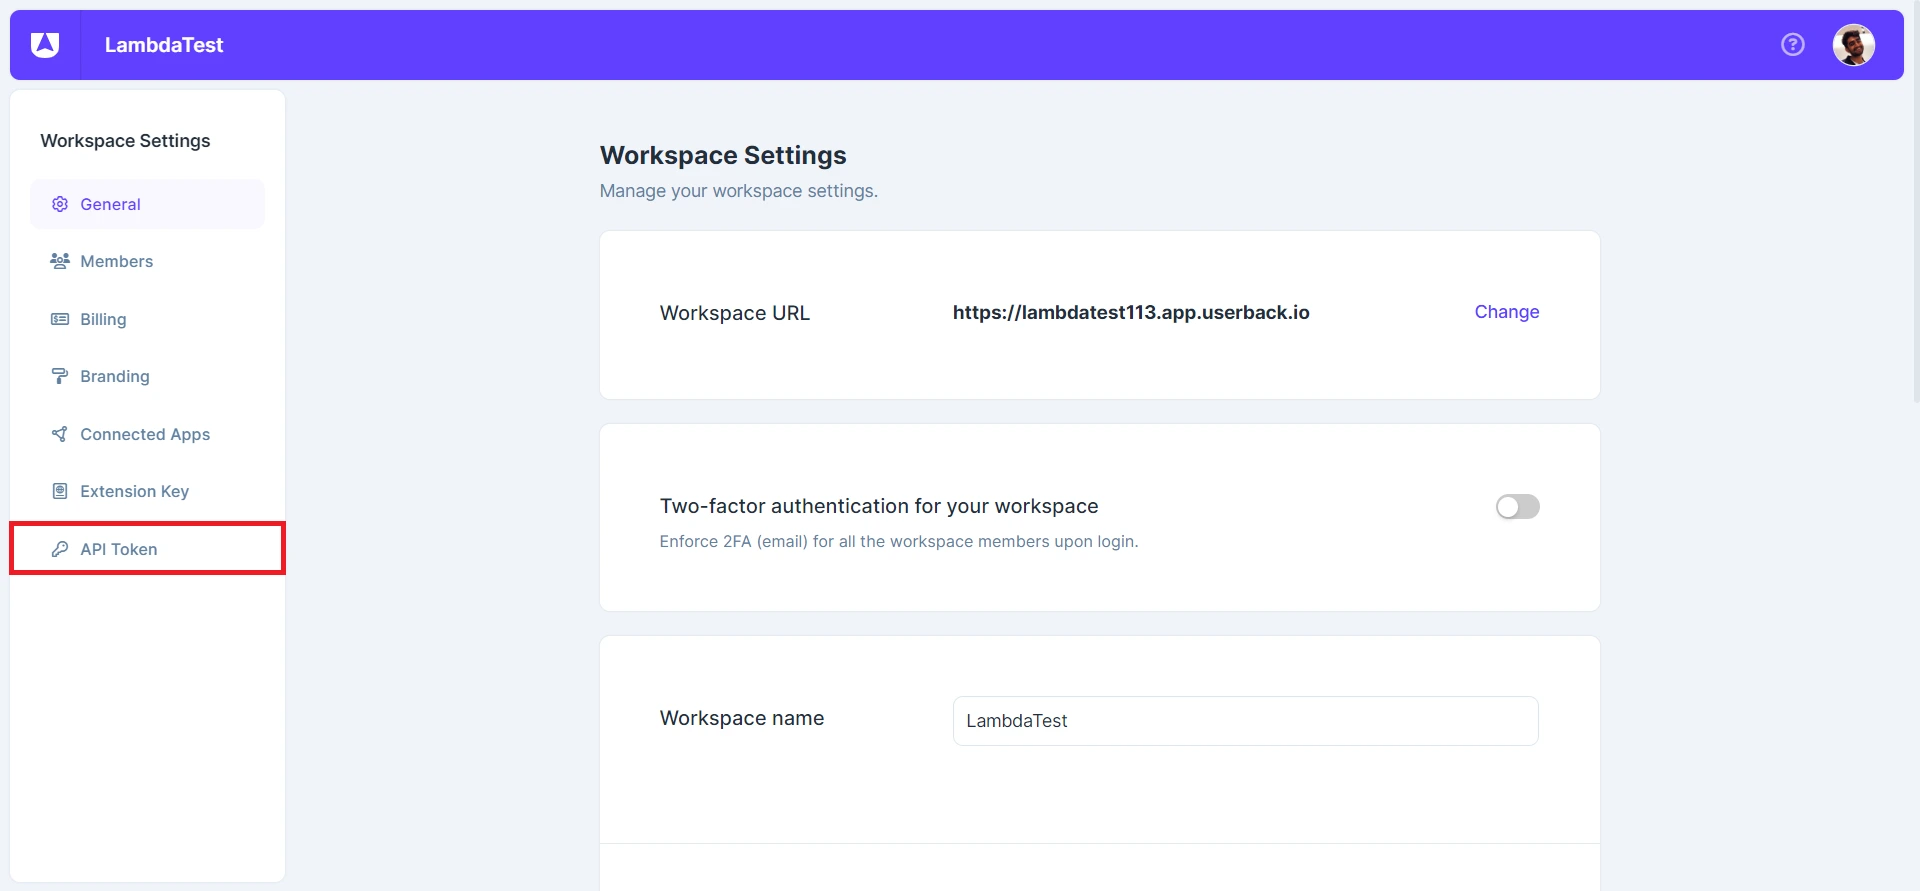 LambdaTest
?
Workspace Settings
General
Members
Billing
Branding
Connected Apps
Extension Key
API Token
Workspace Settings
Manage your workspace settings.
Workspace URL https://lambdatest113.app.userback.io Change
Two-factor authentication for your workspace
Enforce 2FA (email) for all the workspace members upon login.
Workspace name LambdaTest